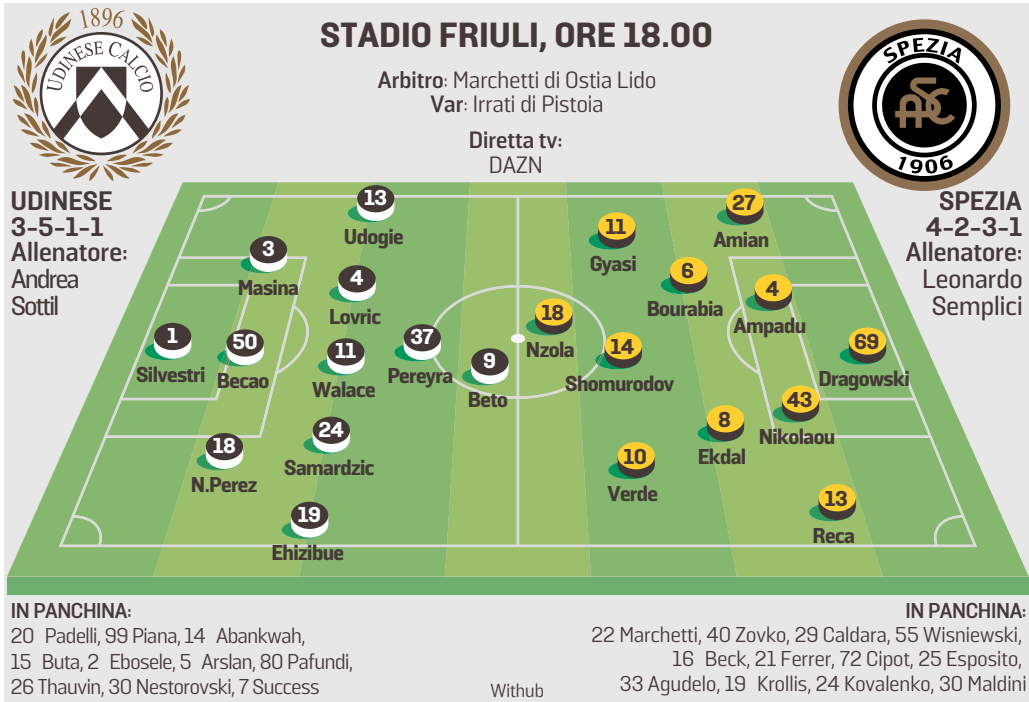 1896
UDINESE CALCIO
STADIO FRIULI, ORE 18.00
Arbitro: Marchetti di Ostia Lido
Var: Irrati di Pistoia
Diretta tv:
DAZN
SPEZIA
ASC
1906
UDINESE
3-5-1-1
Allenatore:
Andrea
Sottil
SPEZIA
4-2-3-1
Allenatore:
Leonardo
Semplici
13
Udogie
3
Masina
4
Lovric
1
Silvestri
50
Becao
11
Walace
37
Pereyra
9
Beto
18
N.Perez
24
Samardzic
19
Ehizibue
27
Amian
11
Gyasi
6
Bourabia
4
Ampadu
18
Nzola
14
Shomurodov
69
Dragowski
43
Nikolaou
8
Ekdal
10
Verde
13
Reca
IN PANCHINA:
20 Padelli, 99 Piana, 14 Abankwah,
15 Buta, 2 Ebosele, 5 Arslan, 80 Pafundi,
26 Thauvin, 30 Nestorovski, 7 Success
Withub
IN PANCHINA:
22 Marchetti, 40 Zovko, 29 Caldara, 55 Wisniewski,
16 Beck, 21 Ferrer, 72 Cipot, 25 Esposito,
33 Agudelo, 19 Krollis, 24 Kovalenko, 30 Maldini